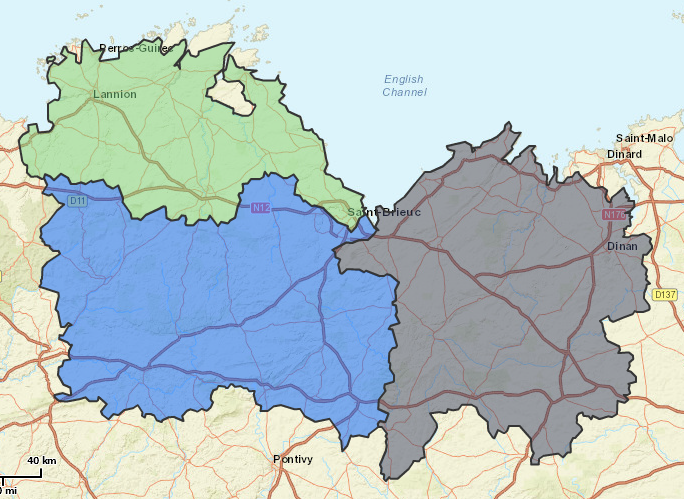 Perros-Guirec
English
Channel
Lannion
Saint-Malo
Dinard
D11
N12
Saint-Brieuc
N176
Dinan
D137
40 km
Pontivy
0 mi